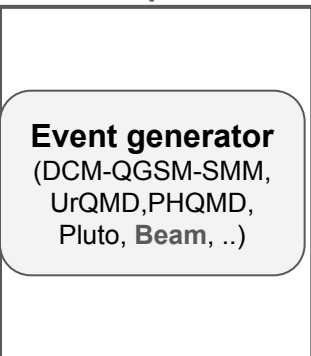 Event generator
(DCM-QGSM-SMM,
UrQMD,PHQMD,
Pluto, Beam, ..)